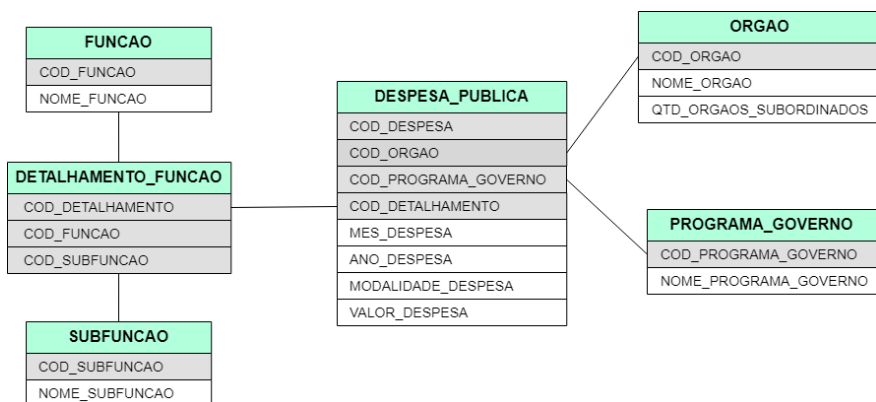 FUNCAO
COD_FUNCAO
NOME_FUNCAO
DETALHAMENTO_FUNCAO
COD_DETALHAMENTO
COD_FUNCAO
COD_SUBFUNCAO
SUBFUNCAO
COD_SUBFUNCAO
NOME_SUBFUNCAO
DESPESA_PUBLICA
COD_DESPESA
COD_ORGAO
COD_PROGRAMA_GOVERNO
COD_DETALHAMENTO
MES_DESPESA
ANO_DESPESA
MODALIDADE_DESPESA
VALOR_DESPESA
ORGAO
COD_ORGAO
NOME_ORGAO
QTD_ORGAOS_SUBORDINADOS
PROGRAMA_GOVERNO
COD_PROGRAMA_GOVERNO
NOME_PROGRAMA_GOVERNO